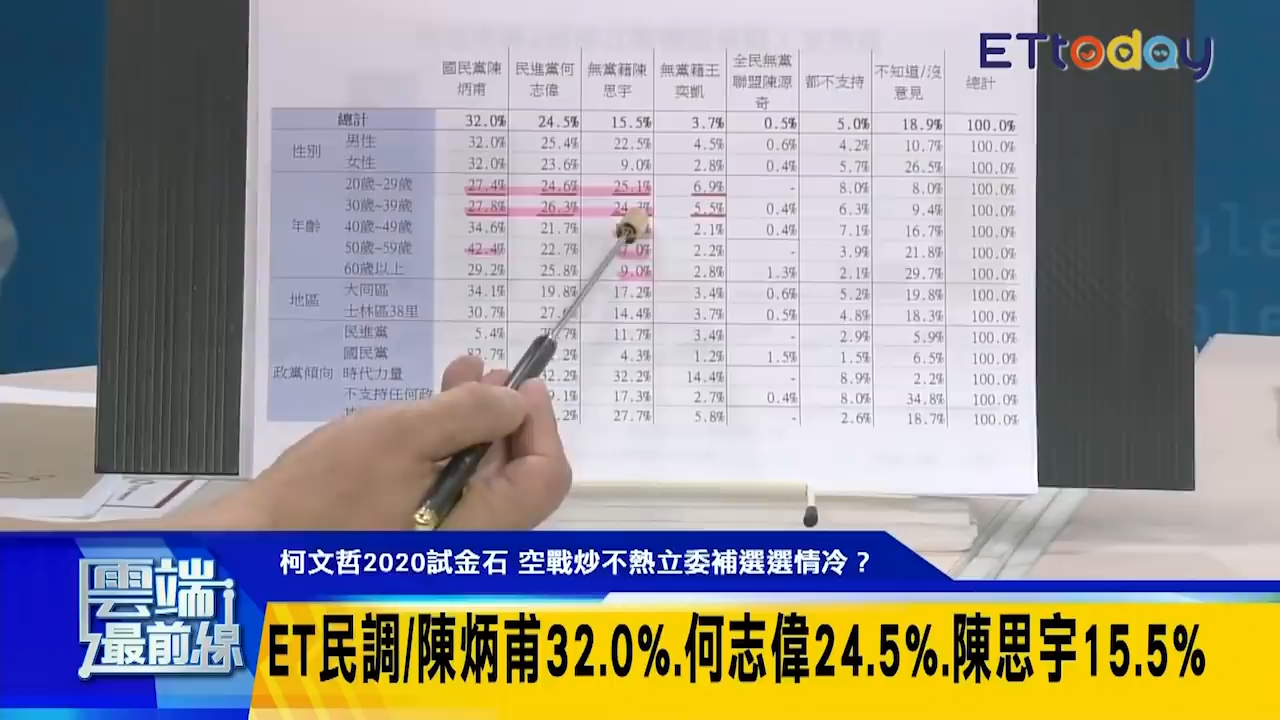 ETtoday
國民黨陳炳甫 民進黨何志偉 無黨籍陳思宇 無黨籍王奕凱 全民無黨聯盟陳源奇 都不支持 不知道/沒意見 總計
總計 32.0% 24.5% 15.5% 3.7% 0.5% 5.0% 18.9% 100.0%
性別 男性 32.0% 25.4% 22.5% 4.5% 0.6% 4.2% 10.7% 100.0%
女性 32.0% 23.6% 9.0% 2.8% 0.4% 5.7% 26.5% 100.0%
年齡 20歲~29歲 27.4% 24.6% 25.1% 6.9% - 8.0% 8.0% 100.0%
30歲~39歲 27.8% 26.3% 24.3% 5.5% 0.4% 6.3% 9.4% 100.0%
40歲~49歲 34.6% 21.7% 2.1% 0.4% 7.1% 16.7% 100.0%
50歲~59歲 42.4% 22.7% 7.0% 2.2% - 3.9% 21.8% 100.0%
60歲以上 29.2% 25.8% 9.0% 2.8% 1.3% 2.1% 29.7% 100.0%
地區 大同區 34.1% 19.8% 17.2% 3.4% 0.6% 5.2% 19.8% 100.0%
士林區38里 30.7% 14.4% 3.7% 0.5% 4.8% 18.3% 100.0%
政黨傾向 民進黨 5.4% 11.7% 3.4% - 2.9% 5.9% 100.0%
國民黨 82.7% 4.3% 1.2% 1.5% 1.5% 6.5% 100.0%
時代力量 32.2% 32.2% 14.4% - 8.9% 2.2% 100.0%
不支持任何政 17.3% 2.7% 0.4% 8.0% 34.8% 100.0%
27.7% 5.8% - 2.6% 18.7% 100.0%
柯文哲2020試金石 空戰炒不熱立委補選選情冷？
雲端最前線
ET民調/陳炳甫32.0%.何志偉24.5%.陳思宇15.5%